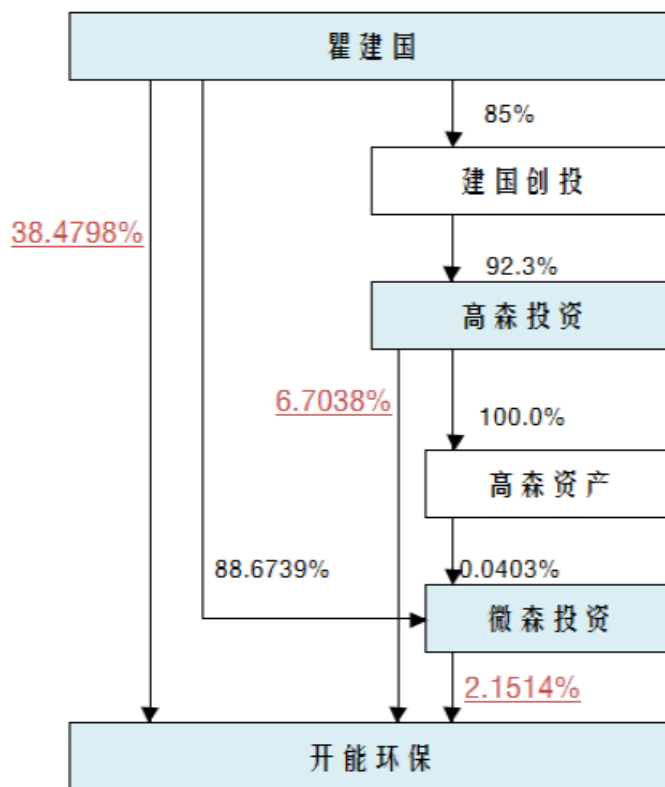 瞿建国
85%
建国创投
38.4798%
92.3%
高森投资
6.7038%
100.0%
高森资产
88.6739%
0.0403%
微森投资
2.1514%
开能环保